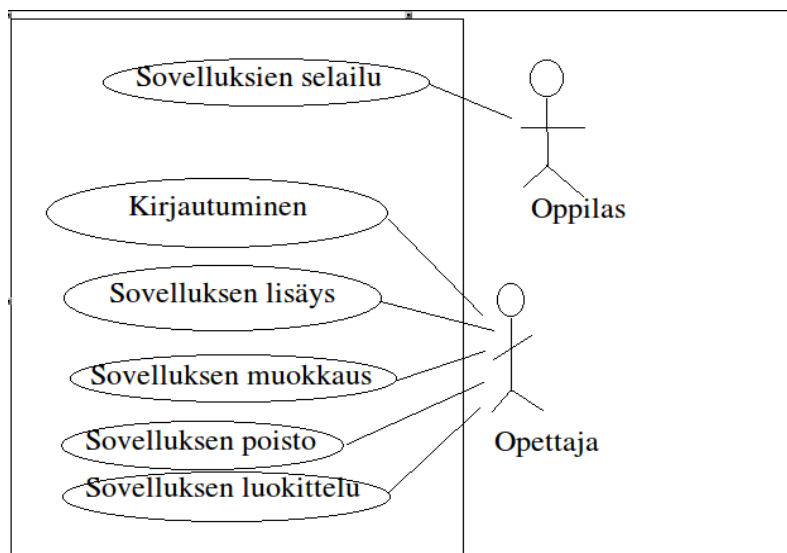 Sovelluksien selailu
Oppilas
Kirjautuminen
Sovelluksen lisäys
Sovelluksen muokkaus
Sovelluksen poisto
Opettaja
Sovelluksen luokittelu